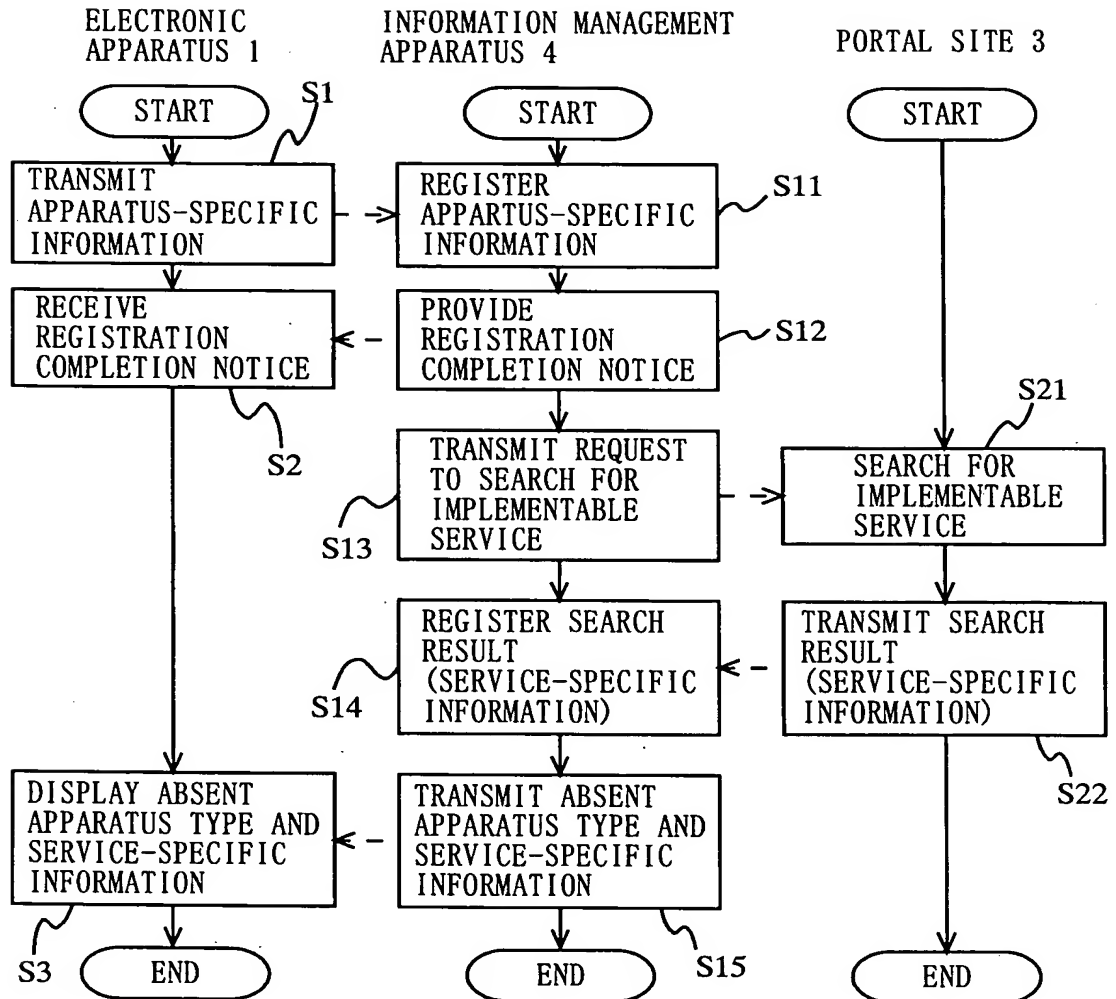 ELECTRONIC
APPARATUS 1
INFORMATION MANAGEMENT
APPARATUS 4
PORTAL SITE 3
START
START
START
S1
TRANSMIT
APPARATUS-SPECIFIC
INFORMATION
REGISTER
APPARTUS-SPECIFIC
INFORMATION
S11
RECEIVE
REGISTRATION
COMPLETION NOTICE
PROVIDE
REGISTRATION
COMPLETION NOTICE
S12
S2
S21
TRANSMIT REQUEST
TO SEARCH FOR
IMPLEMENTABLE
SERVICE
S13
SEARCH FOR
IMPLEMENTABLE
SERVICE
REGISTER SEARCH
RESULT
(SERVICE-SPECIFIC
INFORMATION)
S14
TRANSMIT SEARCH
RESULT
(SERVICE-SPECIFIC
INFORMATION)
S22
DISPLAY ABSENT
APPARATUS TYPE AND
SERVICE-SPECIFIC
INFORMATION
TRANSMIT ABSENT
APPARATUS TYPE AND
SERVICE-SPECIFIC
INFORMATION
S3
S15
END
END
END